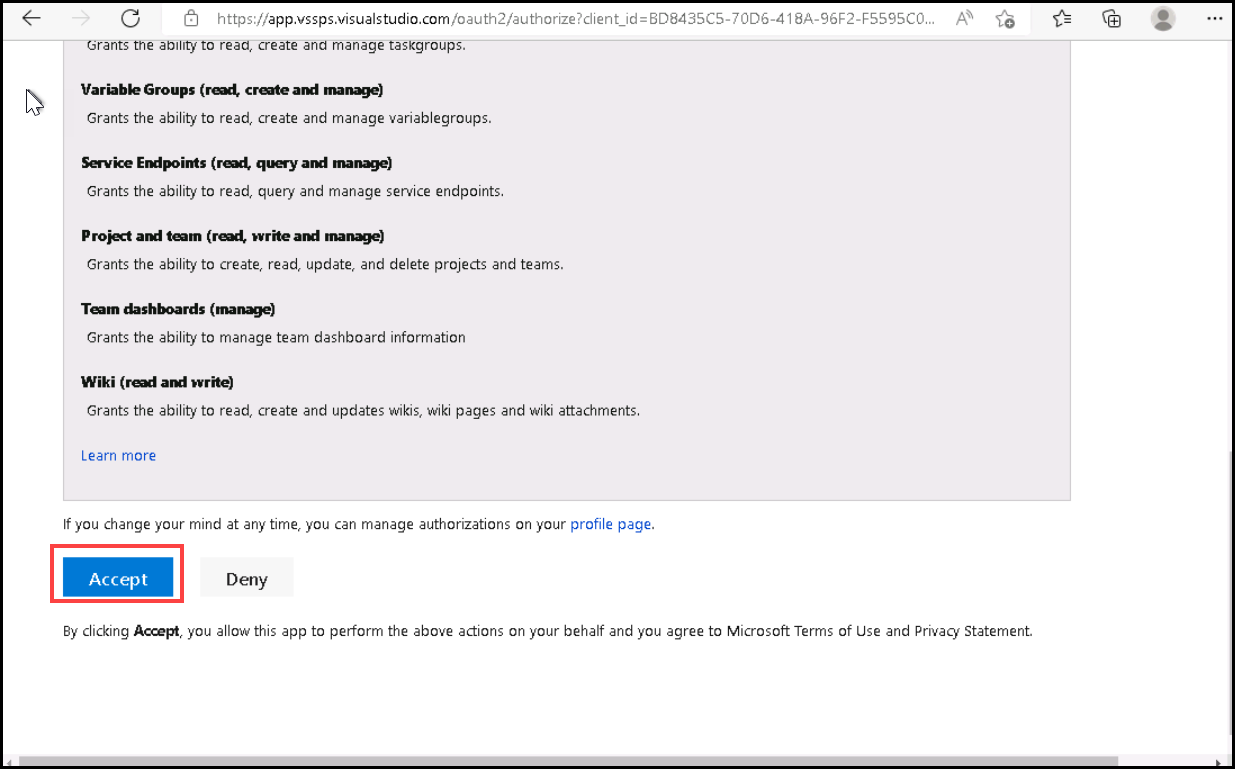 https://app.vssps.visualstudio.com/oauth2/authorize?client_id=BD8435C5-70D6-418A-96F2-F5595C0...
Grants the ability to read, create and manage taskgroups.
Variable Groups (read, create and manage)
Grants the ability to read, create and manage variablegroups.
Service Endpoints (read, query and manage)
Grants the ability to read, query and manage service endpoints.
Project and team (read, write and manage)
Grants the ability to create, read, update, and delete projects and teams.
Team dashboards (manage)
Grants the ability to manage team dashboard information
Wiki (read and write)
Grants the ability to read, create and updates wikis, wiki pages and wiki attachments.
Learn more
If you change your mind at any time, you can manage authorizations on your profile page.
Accept Deny
By clicking Accept, you allow this app to perform the above actions on your behalf and you agree to Microsoft Terms of Use and Privacy Statement.